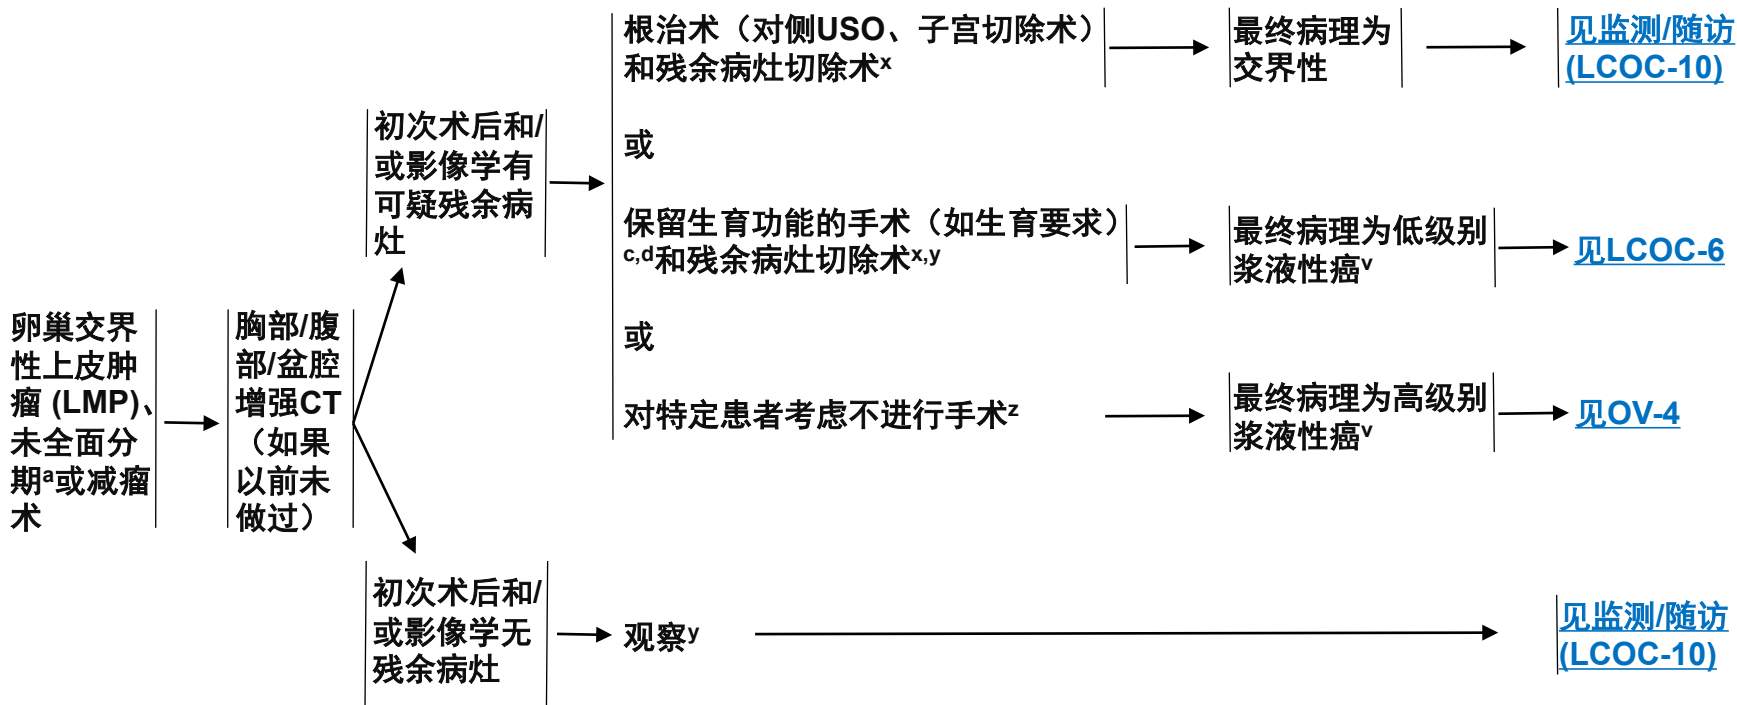 卵巢交界
性上皮肿
瘤 (LMP)、
未全面分
期a或减瘤
术
胸部/腹
部/盆腔
增强CT
（如果
以前未
做过）
初次术后和/
或影像学有
可疑残余病
灶
根治术（对侧USO、子宫切除术）
和残余病灶切除术x
最终病理为
交界性
见监测/随访
(LCOC-10)
或
保留生育功能的手术（如生育要求）
c,d和残余病灶切除术x,y
最终病理为低级别
浆液性癌v
见LCOC-6
或
对特定患者考虑不进行手术z
最终病理为高级别
浆液性癌v
见OV-4
初次术后和/
或影像学无
残余病灶
观察y
见监测/随访
(LCOC-10)